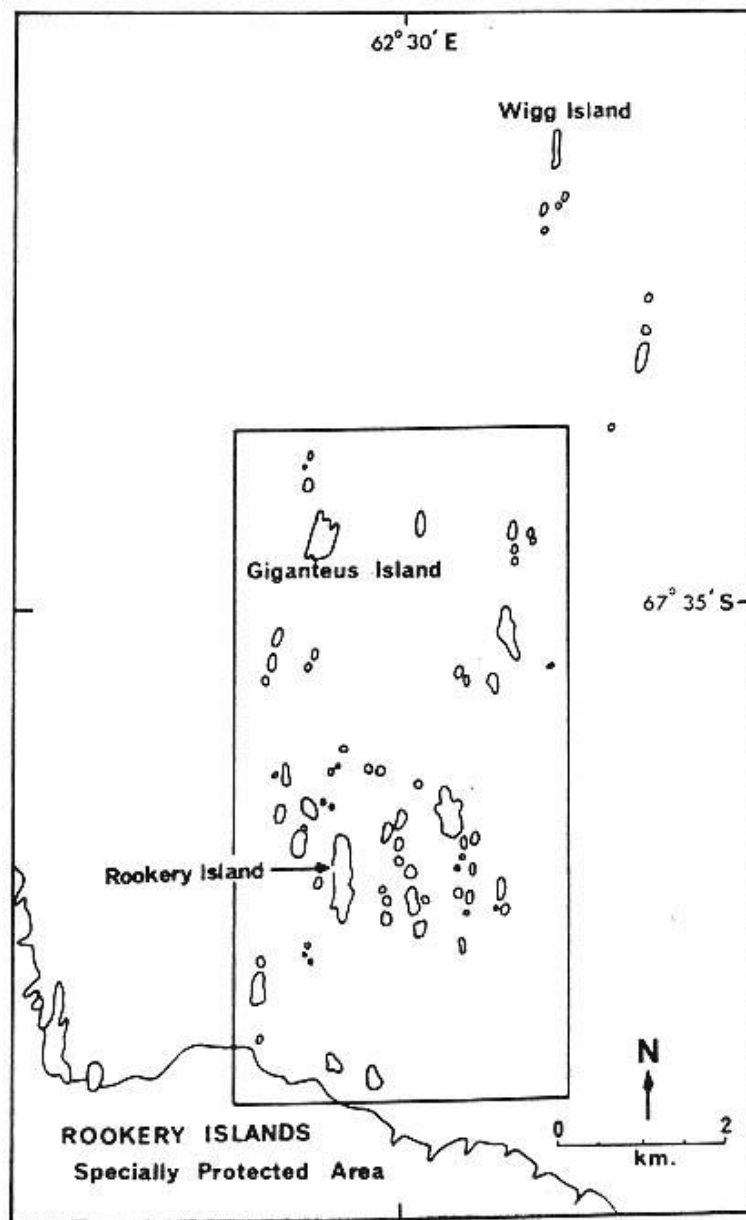 62° 30′ E
Wigg Island
Giganteus Island
67° 35′ S
Rookery Island
N
0 2
km.
ROOKERY ISLANDS
Specially Protected Area